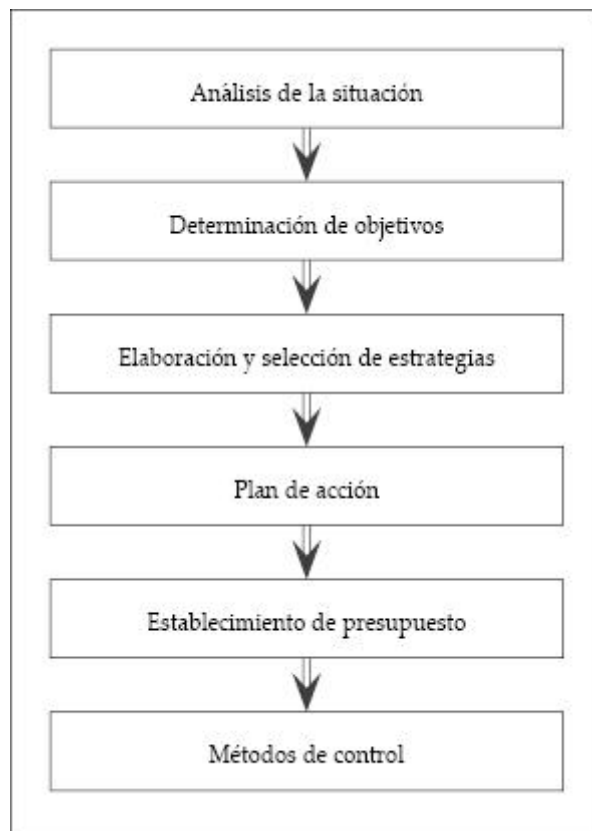 Análisis de la situación
Determinación de objetivos
Elaboración y selección de estrategias
Plan de acción
Establecimiento de presupuesto
Métodos de control